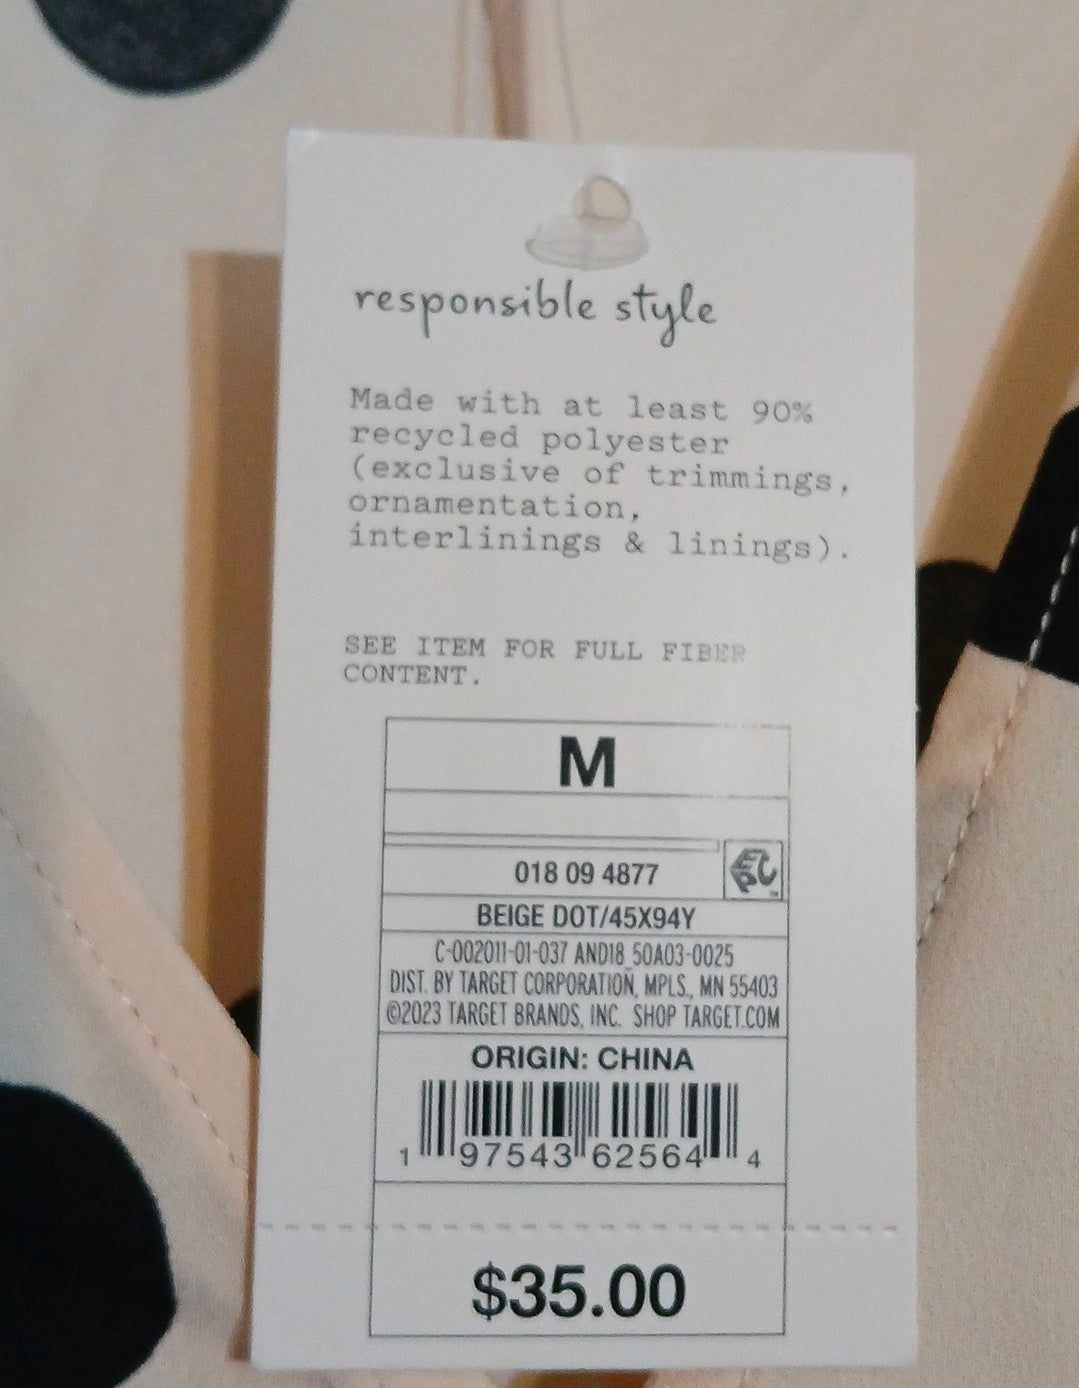 responsible style
Made with at least 90%
recycled polyester
(exclusive of trimmings,
ornamentation,
interlinings & linings).
SEE ITEM FOR FULL FIBER
CONTENT.
M
018 09 4877
BEIGE DOT/45X94Y
C-002011-01-037 AND18_50A03-0025
DIST. BY TARGET CORPORATION, MPLS., MN 55403
©2023 TARGET BRANDS, INC. SHOP TARGET.COM
ORIGIN: CHINA
1 97543 62564 4
$35.00